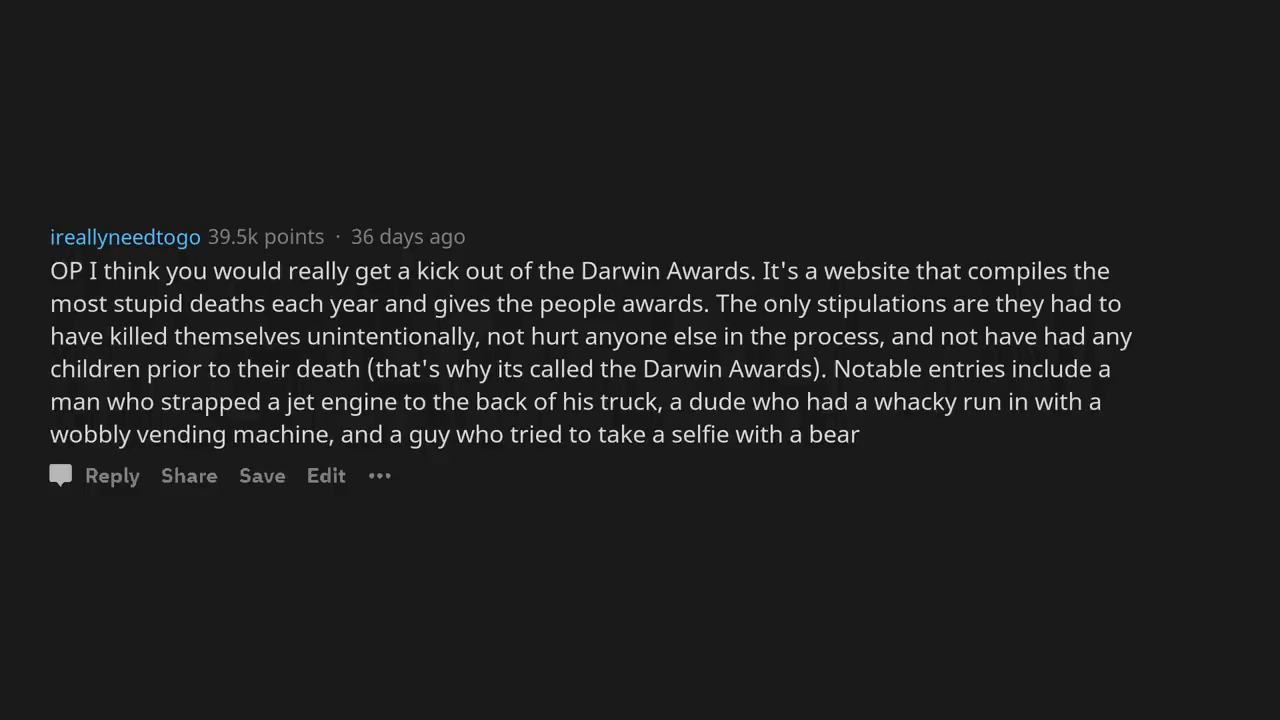 ireallyneedtogo 39.5k points · 36 days ago
OP I think you would really get a kick out of the Darwin Awards. It's a website that compiles the
most stupid deaths each year and gives the people awards. The only stipulations are they had to
have killed themselves unintentionally, not hurt anyone else in the process, and not have had any
children prior to their death (that's why its called the Darwin Awards). Notable entries include a
man who strapped a jet engine to the back of his truck, a dude who had a whacky run in with a
wobbly vending machine, and a guy who tried to take a selfie with a bear
Reply Share Save Edit •••